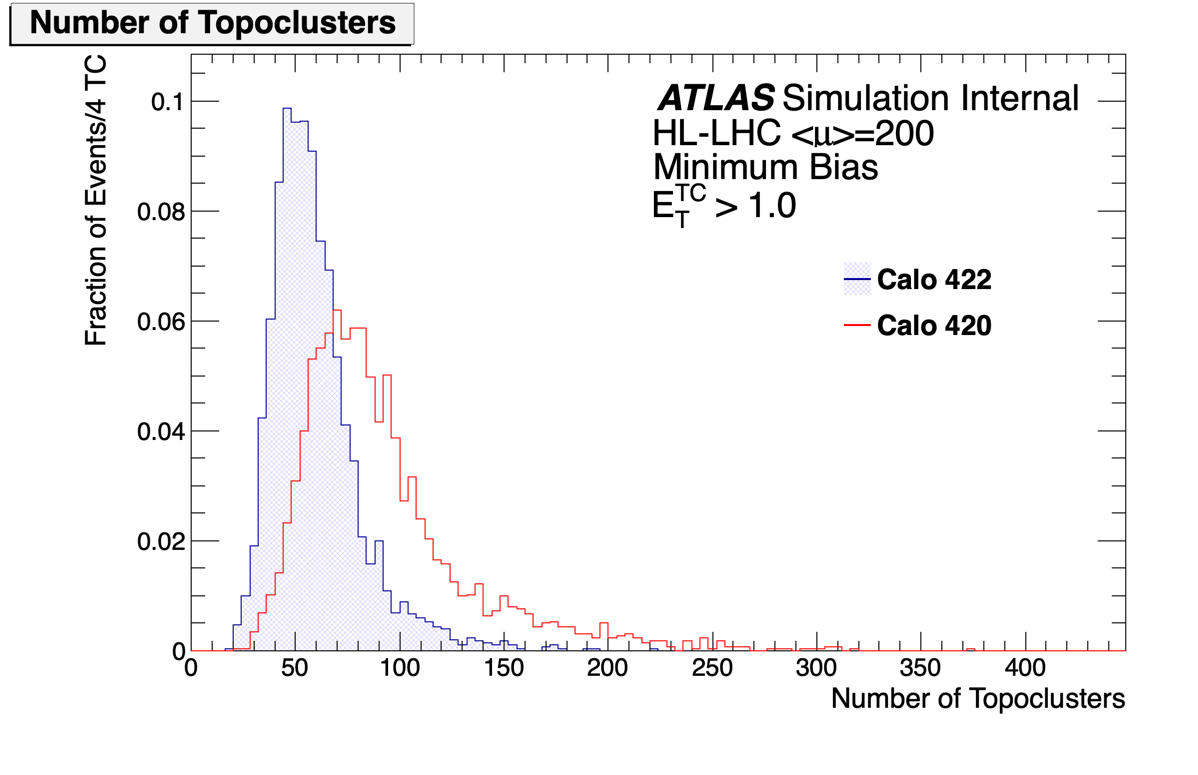 Number of Topoclusters
Fraction of Events/4 TC
0.1
0.08
0.06
0.04
0.02
0
ATLAS Simulation Internal
HL-LHC <μ>=200
Minimum Bias
E_T^TC > 1.0
Calo 422
Calo 420
0 50 100 150 200 250 300 350 400
Number of Topoclusters